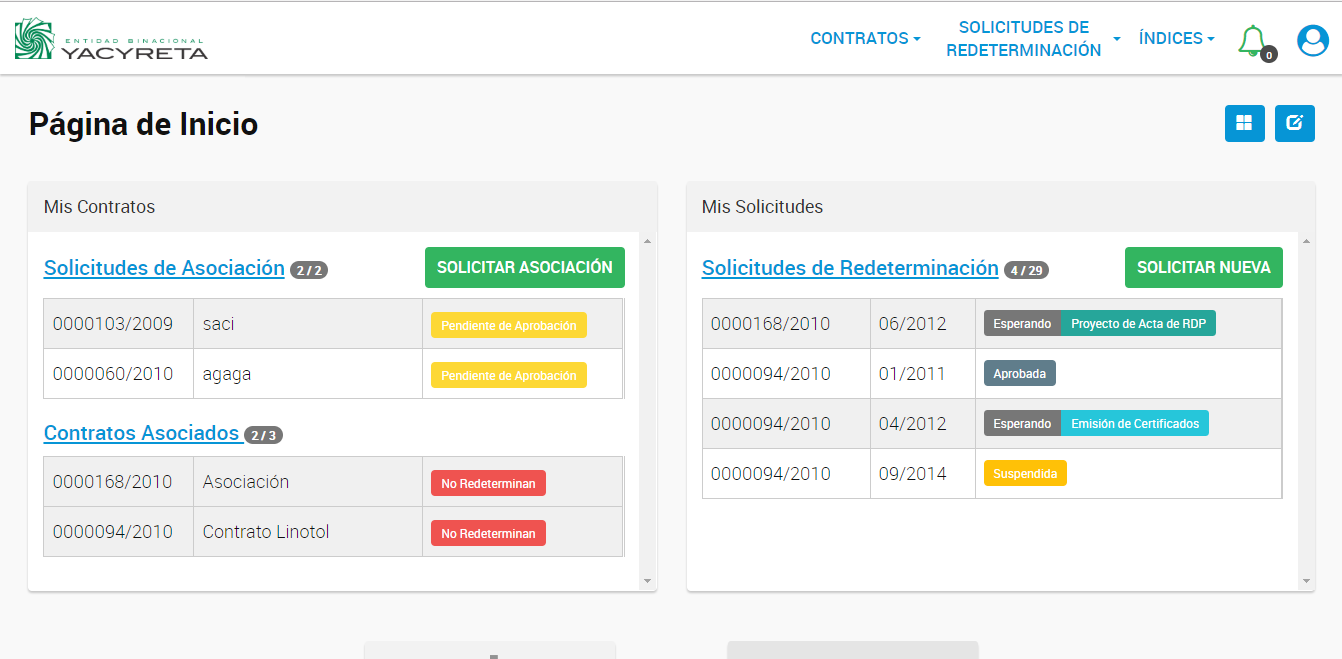 ENTIDAD BINACIONAL
YACYRETA
CONTRATOS
SOLICITUDES DE
REDETERMINACIÓN
ÍNDICES
0
Página de Inicio
Mis Contratos
Solicitudes de Asociación 2 / 2
SOLICITAR ASOCIACIÓN
0000103/2009 saci Pendiente de Aprobación
0000060/2010 agaga Pendiente de Aprobación
Contratos Asociados 2 / 3
0000168/2010 Asociación No Redeterminan
0000094/2010 Contrato Linotol No Redeterminan
Mis Solicitudes
Solicitudes de Redeterminación 4 / 29
SOLICITAR NUEVA
0000168/2010 06/2012 Esperando Proyecto de Acta de RDP
0000094/2010 01/2011 Aprobada
0000094/2010 04/2012 Esperando Emisión de Certificados
0000094/2010 09/2014 Suspendida